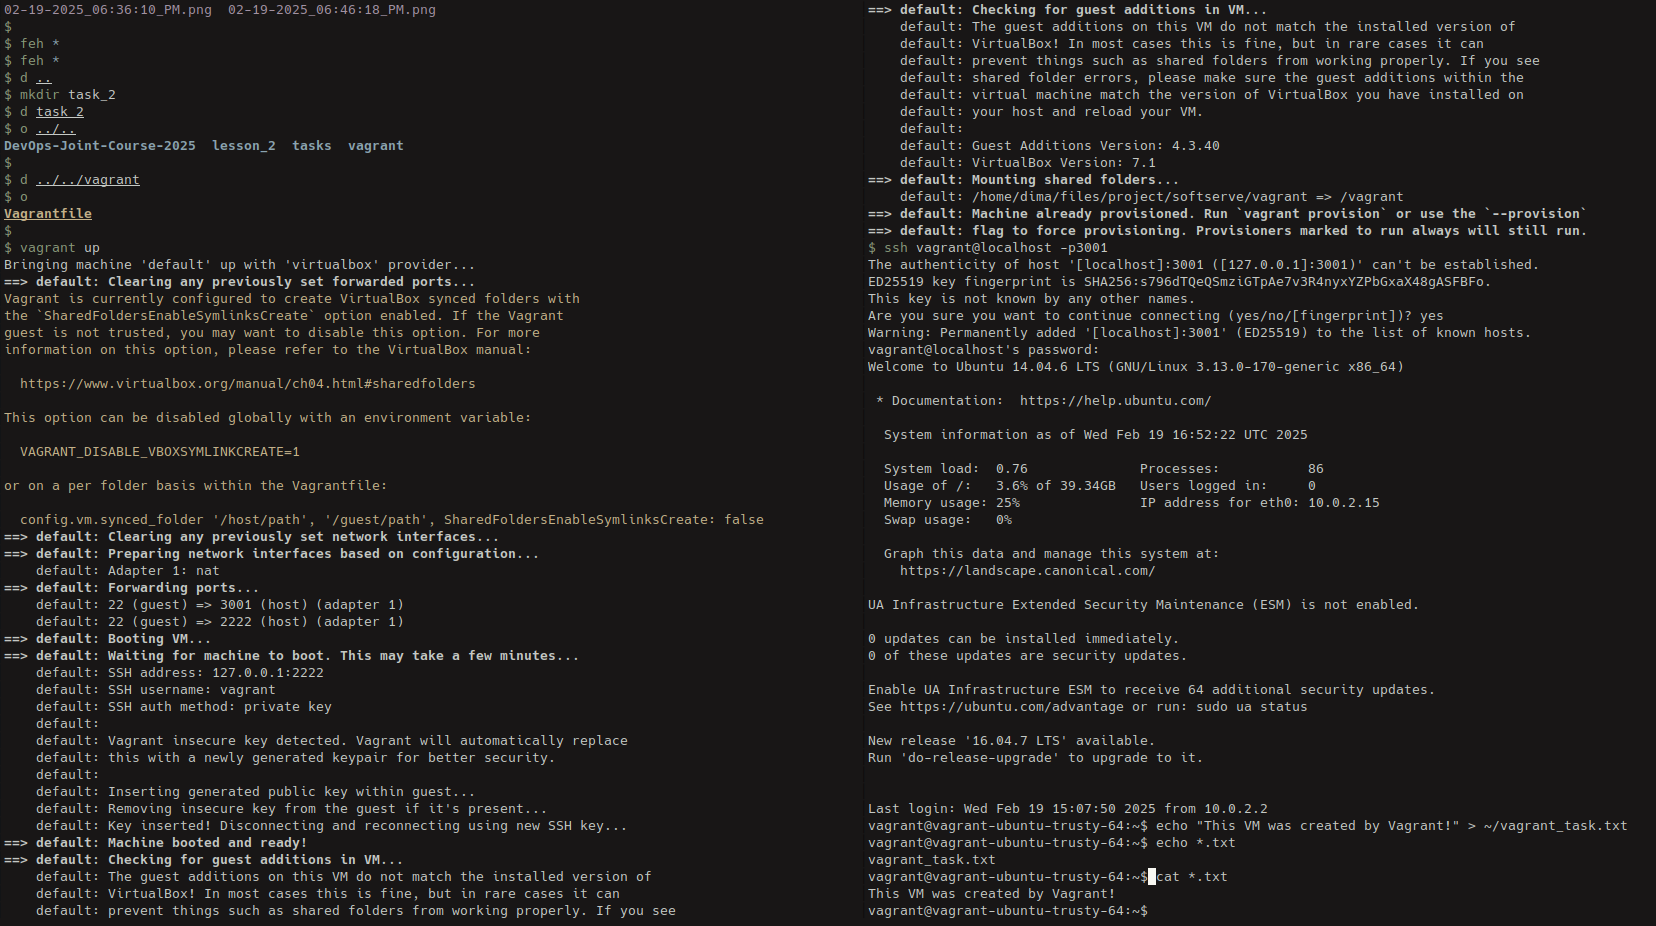 02-19-2025_06:36:10_PM.png  02-19-2025_06:46:18_PM.png
$
$ feh *
$ feh *
$ d ..
$ mkdir task_2
$ d task_2
$ o ../..
DevOps-Joint-Course-2025  lesson_2  tasks  vagrant
$
$ d ../../vagrant
$ o
Vagrantfile
$
$ vagrant up
Bringing machine 'default' up with 'virtualbox' provider...
==> default: Clearing any previously set forwarded ports...
Vagrant is currently configured to create VirtualBox synced folders with
the `SharedFoldersEnableSymlinksCreate` option enabled. If the Vagrant
guest is not trusted, you may want to disable this option. For more
information on this option, please refer to the VirtualBox manual:

  https://www.virtualbox.org/manual/ch04.html#sharedfolders

This option can be disabled globally with an environment variable:

  VAGRANT_DISABLE_VBOXSYMLINKCREATE=1

or on a per folder basis within the Vagrantfile:

  config.vm.synced_folder '/host/path', '/guest/path', SharedFoldersEnableSymlinksCreate: false
==> default: Clearing any previously set network interfaces...
==> default: Preparing network interfaces based on configuration...
    default: Adapter 1: nat
==> default: Forwarding ports...
    default: 22 (guest) => 3001 (host) (adapter 1)
    default: 22 (guest) => 2222 (host) (adapter 1)
==> default: Booting VM...
==> default: Waiting for machine to boot. This may take a few minutes...
    default: SSH address: 127.0.0.1:2222
    default: SSH username: vagrant
    default: SSH auth method: private key
    default:
    default: Vagrant insecure key detected. Vagrant will automatically replace
    default: this with a newly generated keypair for better security.
    default:
    default: Inserting generated public key within guest...
    default: Removing insecure key from the guest if it's present...
    default: Key inserted! Disconnecting and reconnecting using new SSH key...
==> default: Machine booted and ready!
==> default: Checking for guest additions in VM...
    default: The guest additions on this VM do not match the installed version of
    default: VirtualBox! In most cases this is fine, but in rare cases it can
    default: prevent things such as shared folders from working properly. If you see
==> default: Checking for guest additions in VM...
    default: The guest additions on this VM do not match the installed version of
    default: VirtualBox! In most cases this is fine, but in rare cases it can
    default: prevent things such as shared folders from working properly. If you see
    default: shared folder errors, please make sure the guest additions within the
    default: virtual machine match the version of VirtualBox you have installed on
    default: your host and reload your VM.
    default:
    default: Guest Additions Version: 4.3.40
    default: VirtualBox Version: 7.1
==> default: Mounting shared folders...
    default: /home/dima/files/project/softserve/vagrant => /vagrant
==> default: Machine already provisioned. Run `vagrant provision` or use the `--provision`
==> default: flag to force provisioning. Provisioners marked to run always will still run.
$ ssh vagrant@localhost -p3001
The authenticity of host '[localhost]:3001 ([127.0.0.1]:3001)' can't be established.
ED25519 key fingerprint is SHA256:s796dTQeQSmziGTpAe7v3R4nyxYZPbGxaX48gASFBFo.
This key is not known by any other names.
Are you sure you want to continue connecting (yes/no/[fingerprint])? yes
Warning: Permanently added '[localhost]:3001' (ED25519) to the list of known hosts.
vagrant@localhost's password:
Welcome to Ubuntu 14.04.6 LTS (GNU/Linux 3.13.0-170-generic x86_64)

 * Documentation:  https://help.ubuntu.com/

  System information as of Wed Feb 19 16:52:22 UTC 2025

  System load:  0.76              Processes:           86
  Usage of /:   3.6% of 39.34GB   Users logged in:     0
  Memory usage: 25%               IP address for eth0: 10.0.2.15
  Swap usage:   0%

  Graph this data and manage this system at:
    https://landscape.canonical.com/

UA Infrastructure Extended Security Maintenance (ESM) is not enabled.

0 updates can be installed immediately.
0 of these updates are security updates.

Enable UA Infrastructure ESM to receive 64 additional security updates.
See https://ubuntu.com/advantage or run: sudo ua status

New release '16.04.7 LTS' available.
Run 'do-release-upgrade' to upgrade to it.


Last login: Wed Feb 19 15:07:50 2025 from 10.0.2.2
vagrant@vagrant-ubuntu-trusty-64:~$ echo "This VM was created by Vagrant!" > ~/vagrant_task.txt
vagrant@vagrant-ubuntu-trusty-64:~$ echo *.txt
vagrant_task.txt
vagrant@vagrant-ubuntu-trusty-64:~$ cat *.txt
This VM was created by Vagrant!
vagrant@vagrant-ubuntu-trusty-64:~$